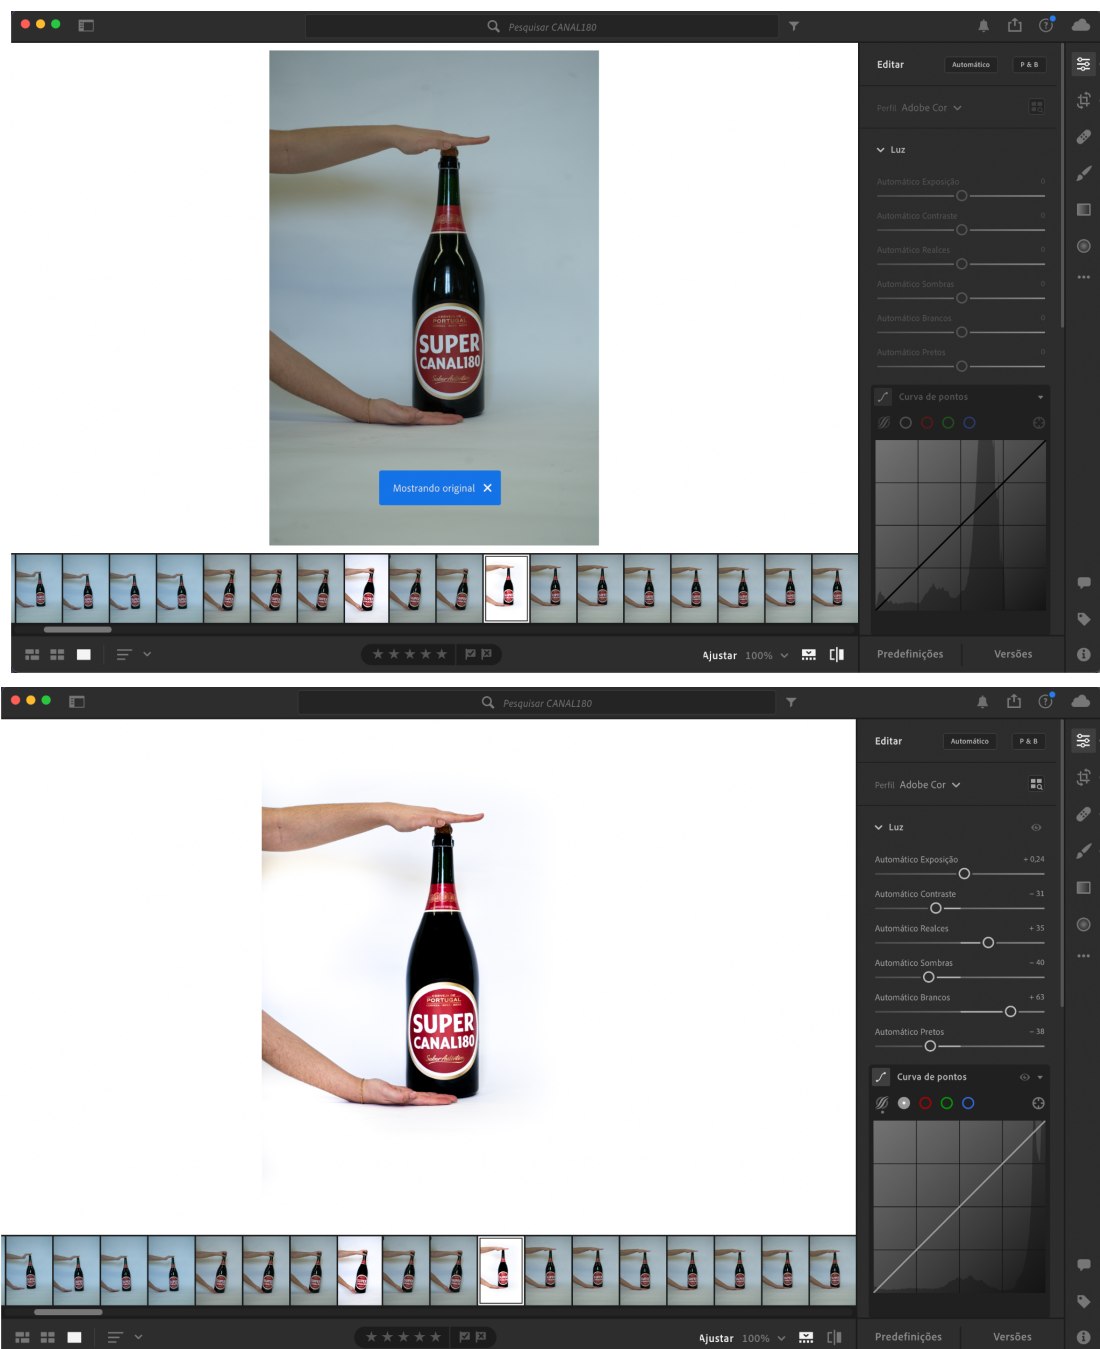 Pesquisar CANAL180
Editar
Automático
P & B
Perfil Adobe Cor
Luz
Automático Exposição 0
Automático Contraste 0
Automático Realces 0
Automático Sombras 0
Automático Brancos 0
Automático Pretos 0
Curva de pontos
PORTUGAL
SUPER
CANAL180
Mostrando original
Ajustar 100%
Predefinições
Versões
Pesquisar CANAL180
Editar
Automático
P & B
Perfil Adobe Cor
Luz
Automático Exposição + 0,24
Automático Contraste – 31
Automático Realces + 35
Automático Sombras – 40
Automático Brancos + 63
Automático Pretos – 38
Curva de pontos
PORTUGAL
SUPER
CANAL180
Ajustar 100%
Predefinições
Versões